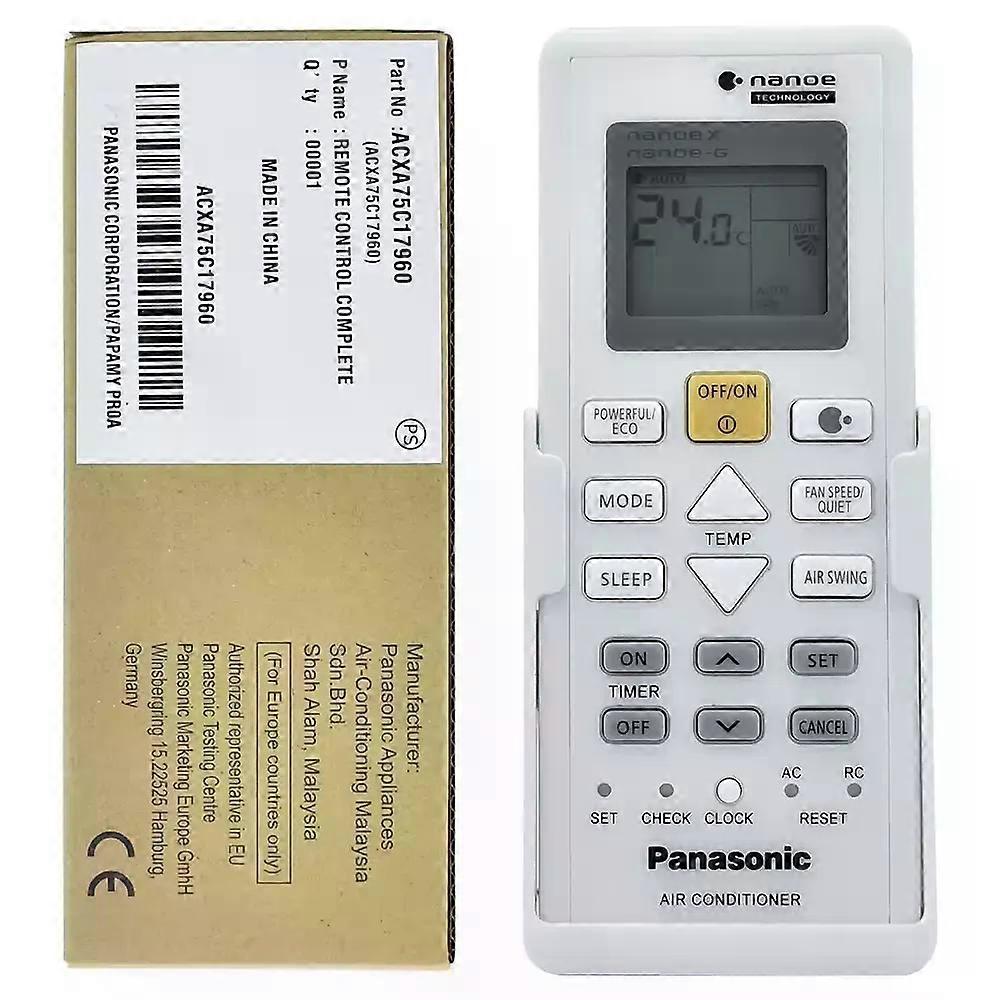 Part No :ACXA75C17960
(ACXA75C17960)
P'Name : REMOTE CONTROL COMPLETE
Q' ty : 00001
MADE IN CHINA
ACXA75C17960
PANASONIC CORPORATION/PAPAMY PROA
PS
Manufacturer:
Panasonic Appliances
Air-Conditioning Malaysia
Sdn.Bhd.
Shah Alam, Malaysia
(For Europe countries only)
Authorized representative in EU
Panasonic Testing Centre
Panasonic Marketing Europe GmhH
Winsbergring 15,22525 Hamburg,
Germany
CE
nanoe
TECHNOLOGY
nanoe X
nanoe-G
AUTO
24.0°C
AUTO
AUTO
OFF/ON
POWERFUL/
ECO
MODE
TEMP
FAN SPEED/
QUIET
SLEEP
AIR SWING
ON
SET
TIMER
OFF
CANCEL
AC
RC
SET
CHECK
CLOCK
RESET
Panasonic
AIR CONDITIONER